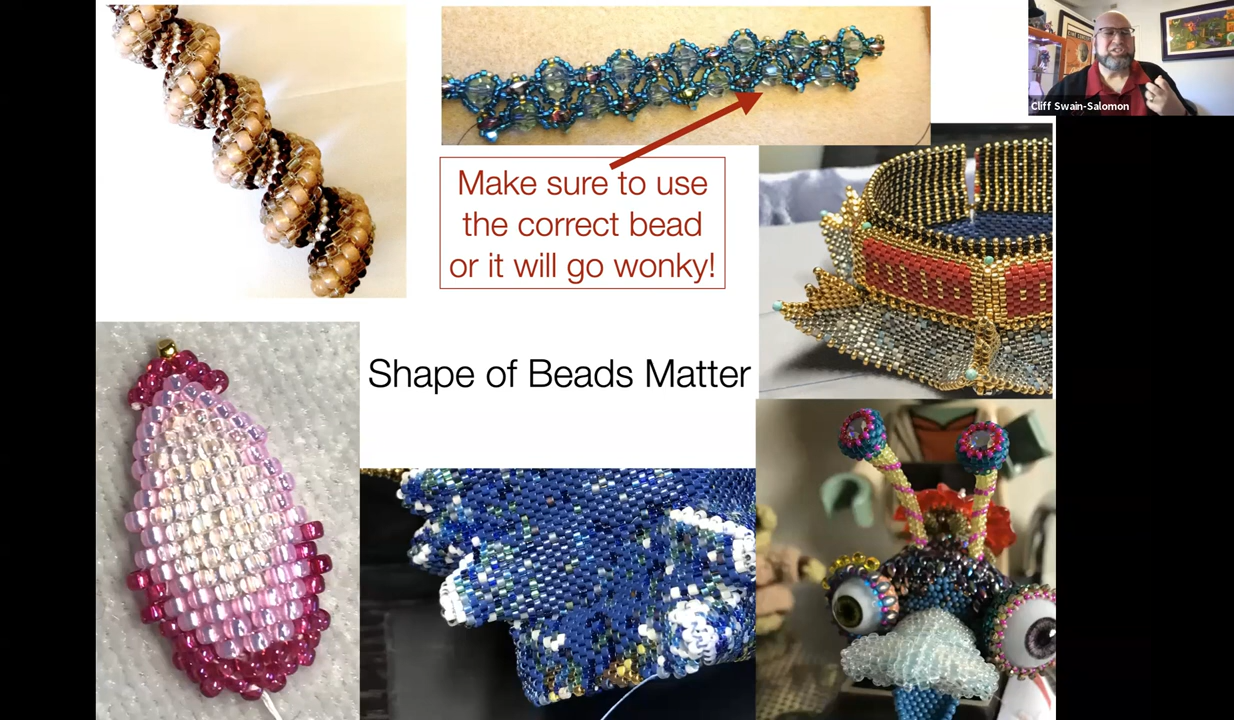 Cliff Swain-Salomon
Make sure to use
the correct bead
or it will go wonky!
Shape of Beads Matter